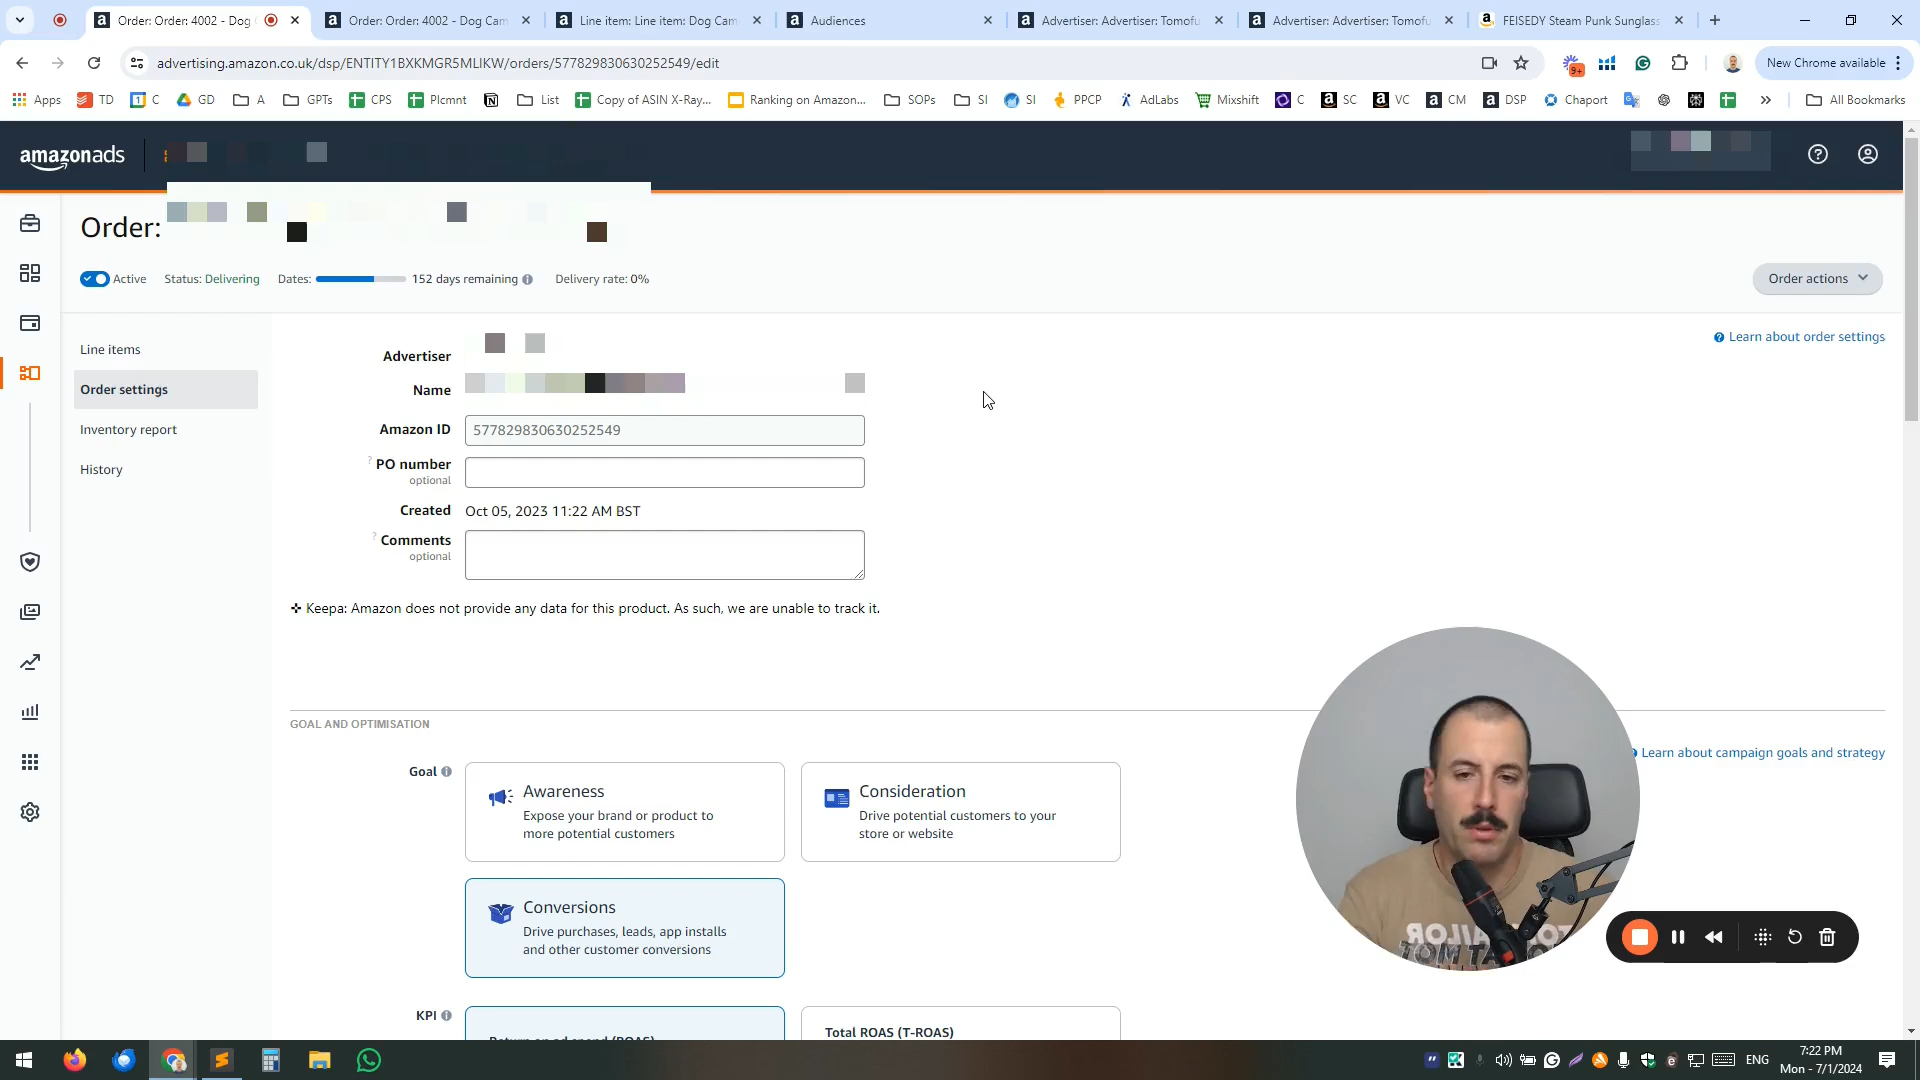 Order: Order: 4002 - Dog
Order: Order: 4002 - Dog Cam
Line item: Line item: Dog Cam
Audiences
Advertiser: Advertiser: Tomofu
Advertiser: Advertiser: Tomofu
FEISEDY Steam Punk Sunglass
advertising.amazon.co.uk/dsp/ENTITY1BXKMGR5MLIKW/orders/577829830630252549/edit
9+
New Chrome available
Apps
TD
C
GD
A
GPTs
CPS
Plcmnt
List
Copy of ASIN X-Ray...
Ranking on Amazon...
SOPs
SI
SI
PPCP
AdLabs
Mixshift
C
SC
VC
CM
DSP
Chaport
All Bookmarks
amazonads
Order:
Active
Status: Delivering
Dates:
152 days remaining
Delivery rate: 0%
Order actions
Line items
Order settings
Inventory report
History
Learn about order settings
Advertiser
Name
Amazon ID
577829830630252549
? PO number
optional
Created
Oct 05, 2023 11:22 AM BST
? Comments
optional
Keepa: Amazon does not provide any data for this product. As such, we are unable to track it.
GOAL AND OPTIMISATION
Learn about campaign goals and strategy
Goal
Awareness
Expose your brand or product to
more potential customers
Consideration
Drive potential customers to your
store or website
Conversions
Drive purchases, leads, app installs
and other customer conversions
KPI
Return on ad spend (ROAS)
Total ROAS (T-ROAS)
ENG
7:22 PM
Mon - 7/1/2024